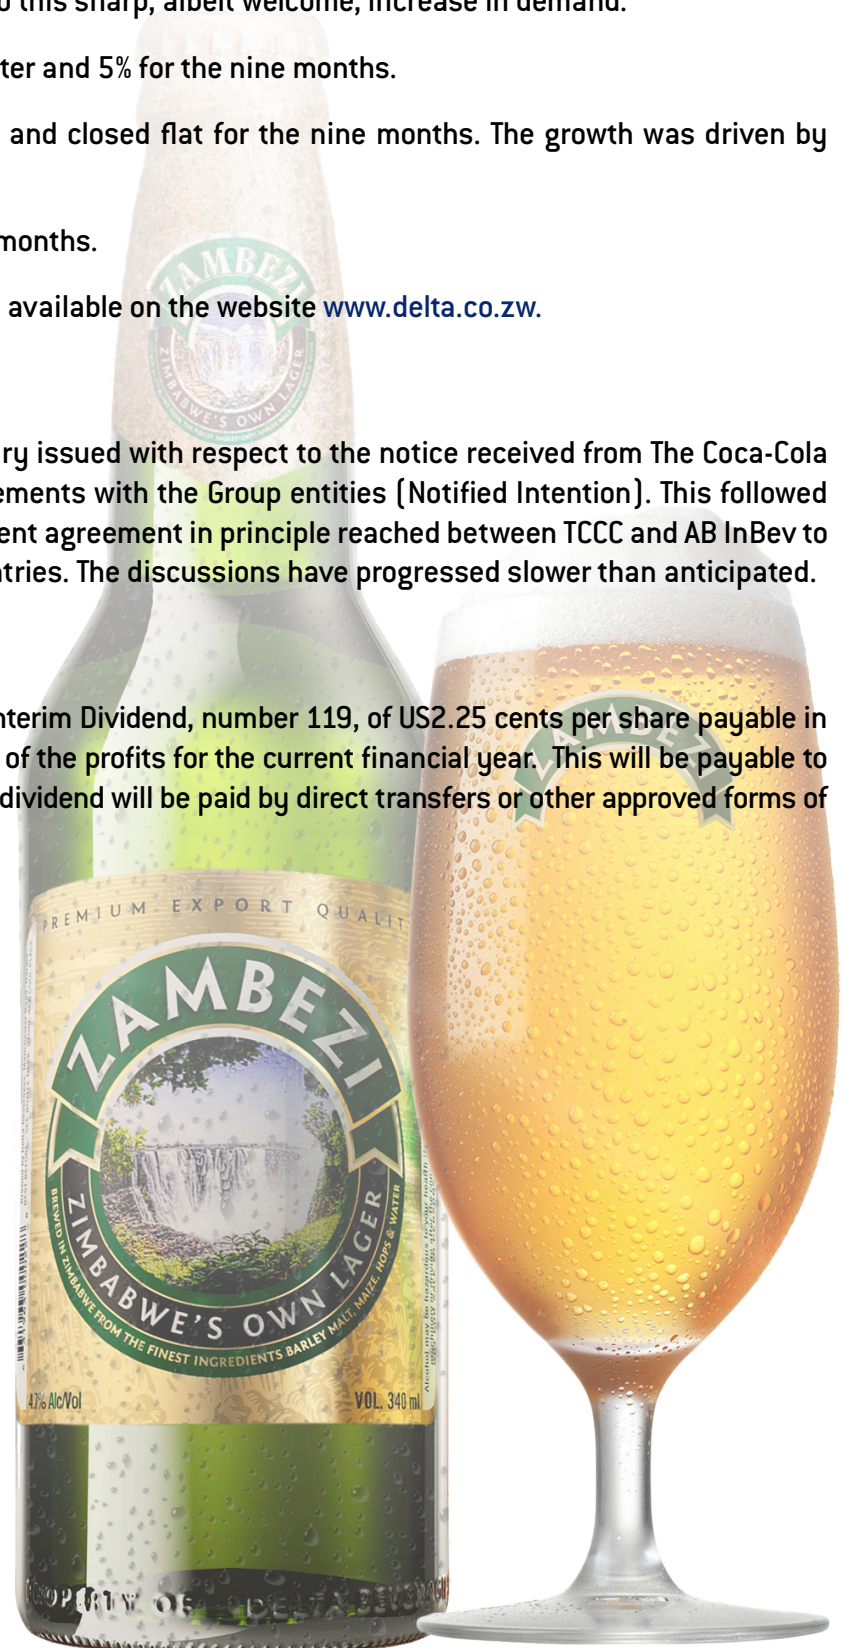 o this sharp, albeit welcome, increase in demand.
ter and 5% for the nine months.
and closed flat for the nine months. The growth was driven by
months.
available on the website www.delta.co.zw.
ZAMBEZI
ZIMBABWE'S OWN LAGER
ry issued with respect to the notice received from The Coca-Cola
ements with the Group entities (Notified Intention). This followed
ent agreement in principle reached between TCCC and AB InBev to
ntries. The discussions have progressed slower than anticipated.
nterim Dividend, number 119, of US2.25 cents per share payable in
of the profits for the current financial year. This will be payable to
dividend will be paid by direct transfers or other approved forms of
ZAMBEZI
PREMIUM EXPORT QUALIT
ZAMBEZI
ZIMBABWE'S OWN LAGER
BREWED IN ZIMBABWE FROM THE FINEST INGREDIENTS BARLEY MALT, MAIZE, HOPS & WATER
4.7% Alc/Vol
VOL. 340 ml
PROPERTY OF DELTA BEVERAG